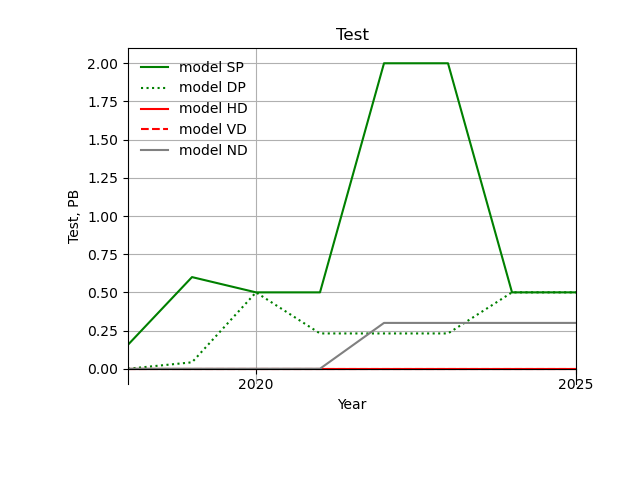 Test
2.00
1.75
1.50
1.25
1.00
0.75
0.50
0.25
0.00
Test, PB
model SP
model DP
model HD
model VD
model ND
2020
2025
Year